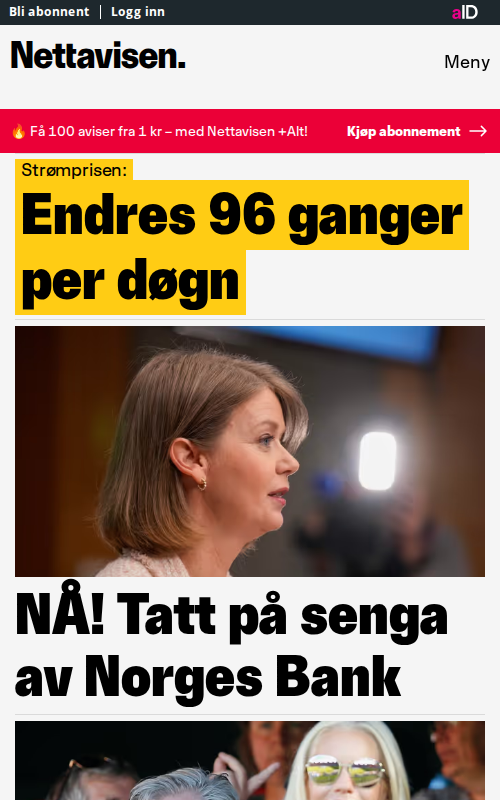 Bli abonnent | Logg inn
aID
Nettavisen.
Meny
🔥 Få 100 aviser fra 1 kr – med Nettavisen +Alt!
Kjøp abonnement →
Strømprisen:
Endres 96 ganger
per døgn
NÅ! Tatt på senga
av Norges Bank